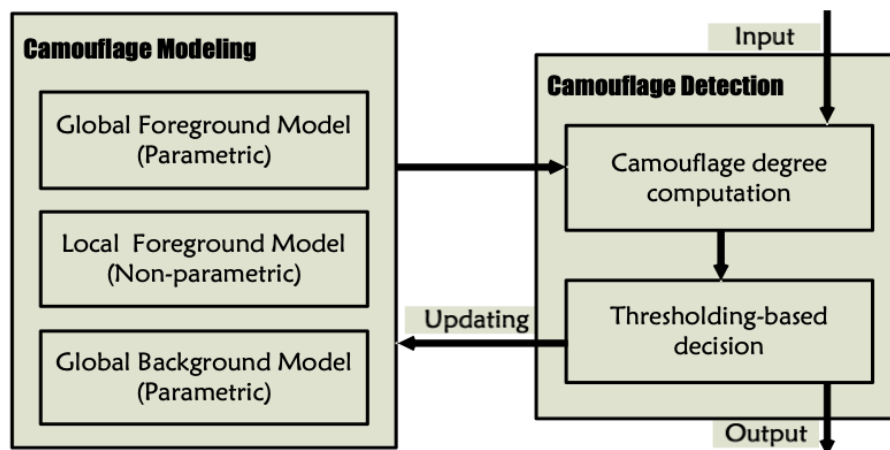 Camouflage Modeling
Global Foreground Model
(Parametric)
Local Foreground Model
(Non-parametric)
Global Background Model
(Parametric)
Input
Camouflage Detection
Camouflage degree
computation
Thresholding-based
decision
Updating
Output